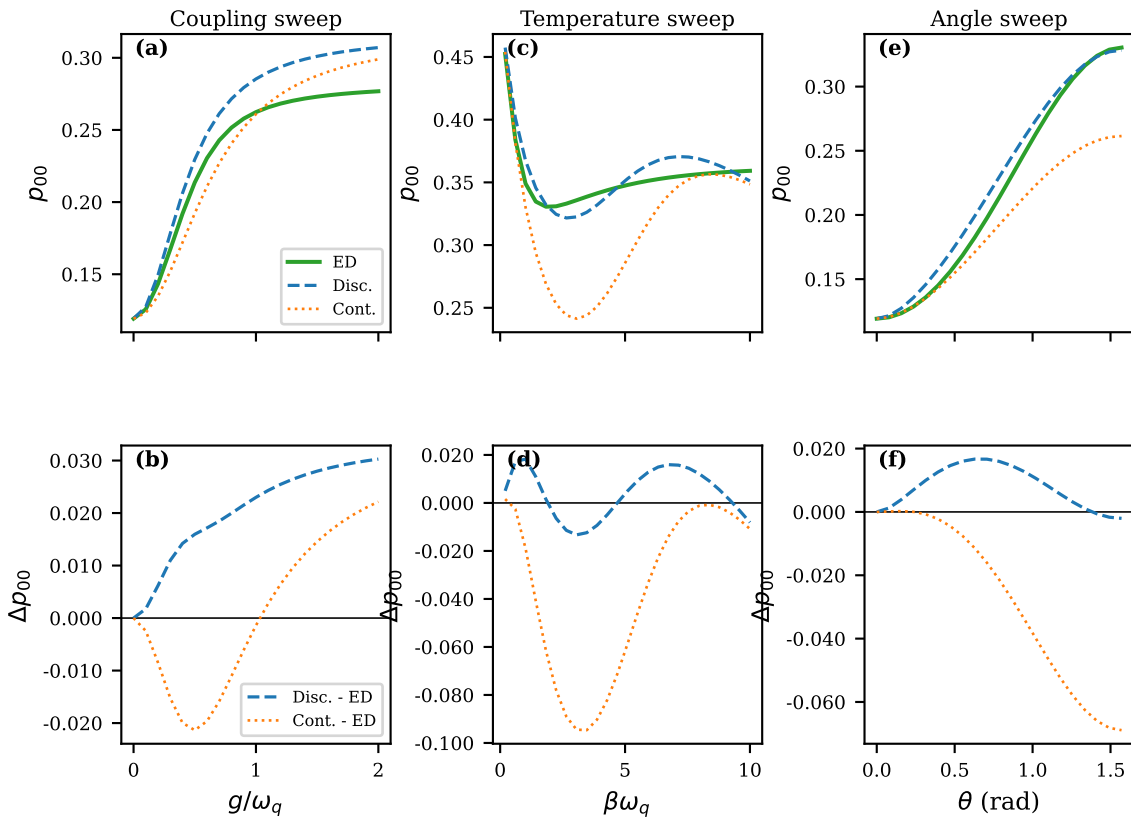 Coupling sweep
(a)
p00
0.30
0.25
0.20
0.15
ED
Disc.
Cont.
Temperature sweep
(c)
p00
0.45
0.40
0.35
0.30
0.25
Angle sweep
(e)
p00
0.30
0.25
0.20
0.15
(b)
Δp00
0.030
0.020
0.010
0.000
-0.010
-0.020
Disc. - ED
Cont. - ED
0
1
2
g/ωq
(d)
Δp00
0.020
0.000
-0.020
-0.040
-0.060
-0.080
-0.100
0
5
10
βωq
(f)
Δp00
0.020
0.000
-0.020
-0.040
-0.060
0.0
0.5
1.0
1.5
θ (rad)